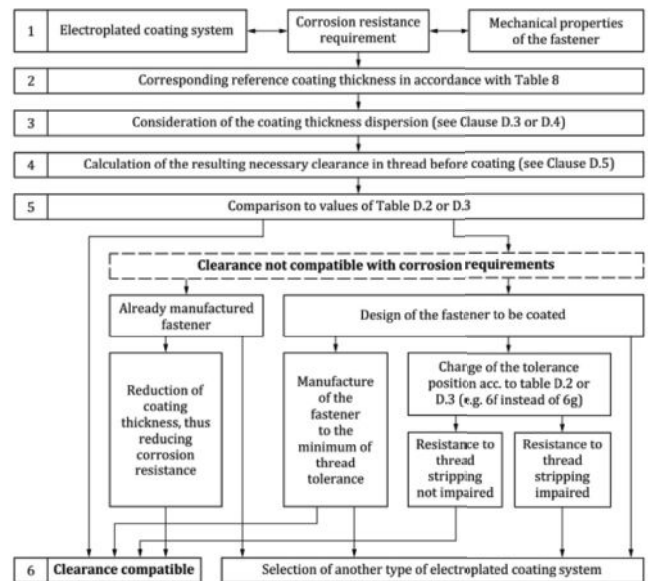 1
Electroplated coating system
Corrosion resistance
requirement
Mechanical properties
of the fastener
2
Corresponding reference coating thickness in accordance with Table 8
3
Consideration of the coating thickness dispersion (see Clause D.3 or D.4)
4
Calculation of the resulting necessary clearance in thread before coating (see Clause D.5)
5
Comparison to values of Table D.2 or D.3
Clearance not compatible with corrosion requirements
Already manufactured
fastener
Design of the fastener to be coated
Reduction of
coating
thickness, thus
reducing
corrosion
resistance
Manufacture
of the
fastener
to the
minimum of
thread
tolerance
Change of the tolerance
position acc. to table D.2 or
D.3 (e.g. 6f instead of 6g)
Resistance to
thread
stripping
not impaired
Resistance to
thread
stripping
impaired
6
Clearance compatible
Selection of another type of electroplated coating system